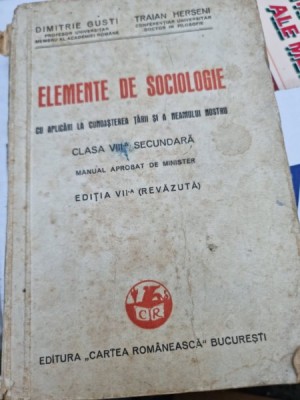 DIMITRIE GUSTI
PROFESOR UNIVERSITAR
MEMBRU AL ACADEMIEI ROMÂNE
TRAIAN HERSENI
CONFERENȚIAR UNIVERSITAR
DOCTOR IN FILOSOFIE
ELEMENTE DE SOCIOLOGIE
CU APLICĂRI LA CUNOAȘTEREA ȚĂRII ȘI A NEAMULUI NOSTRU
CLASA VIII-a SECUNDARĂ
MANUAL APROBAT DE MINISTER
EDIȚIA VII-A (REVĂZUTĂ)
C R
EDITURA „CARTEA ROMÂNEASCĂ" BUCUREȘTI